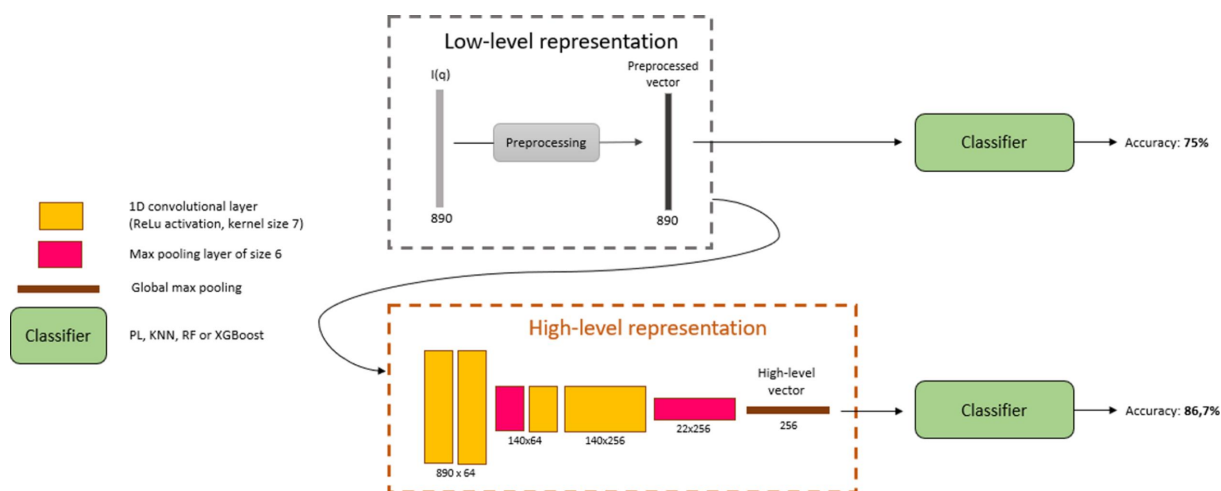 Low-level representation
I(q)
Preprocessed
vector
Preprocessing
890
890
Classifier
Accuracy: 75%
1D convolutional layer
(ReLu activation, kernel size 7)
Max pooling layer of size 6
Global max pooling
Classifier
PL, KNN, RF or XGBoost
High-level representation
High-level
vector
890 x 64
140x64
140x256
22x256
256
Classifier
Accuracy: 86,7%